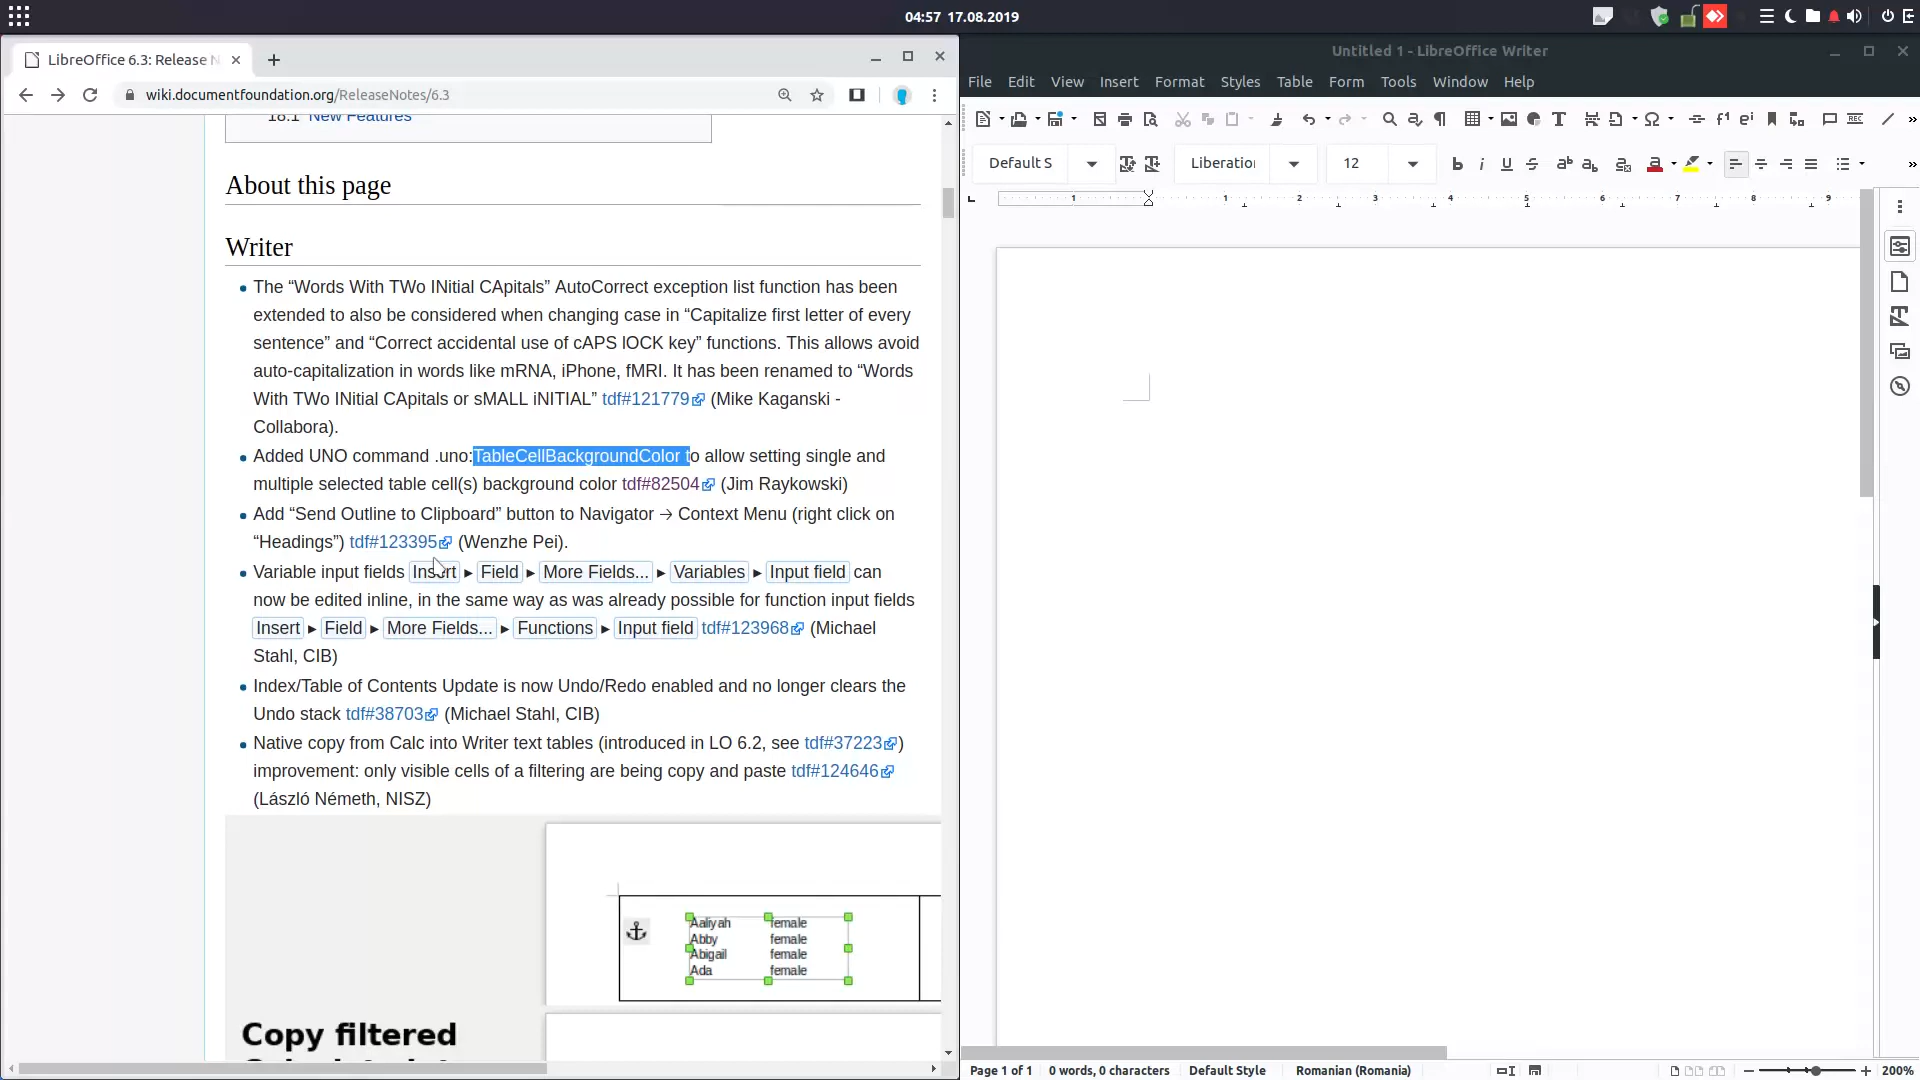 04:57 17.08.2019
LibreOffice 6.3: Release N
wiki.documentfoundation.org/ReleaseNotes/6.3
18.1 New Features
About this page
Writer
The “Words With TWo INitial CApitals” AutoCorrect exception list function has been
extended to also be considered when changing case in “Capitalize first letter of every
sentence” and “Correct accidental use of cAPS lOCK key” functions. This allows avoid
auto-capitalization in words like mRNA, iPhone, fMRI. It has been renamed to “Words
With TWo INitial CApitals or sMALL iNITIAL” tdf#121779 (Mike Kaganski -
Collabora).
Added UNO command .uno:TableCellBackgroundColor to allow setting single and
multiple selected table cell(s) background color tdf#82504 (Jim Raykowski)
Add “Send Outline to Clipboard” button to Navigator → Context Menu (right click on
“Headings”) tdf#123395 (Wenzhe Pei).
Variable input fields Insert ▸ Field ▸ More Fields... ▸ Variables ▸ Input field can
now be edited inline, in the same way as was already possible for function input fields
Insert ▸ Field ▸ More Fields... ▸ Functions ▸ Input field tdf#123968 (Michael
Stahl, CIB)
Index/Table of Contents Update is now Undo/Redo enabled and no longer clears the
Undo stack tdf#38703 (Michael Stahl, CIB)
Native copy from Calc into Writer text tables (introduced in LO 6.2, see tdf#37223)
improvement: only visible cells of a filtering are being copy and paste tdf#124646
(László Németh, NISZ)
Aaliyah female
Abby female
Abigail female
Ada female
Copy filtered
Untitled 1 - LibreOffice Writer
File Edit View Insert Format Styles Table Form Tools Window Help
Default S Liberation 12
1 1 2 3 4 5 6 7 8 9
Page 1 of 1 0 words, 0 characters Default Style Romanian (Romania) 200%